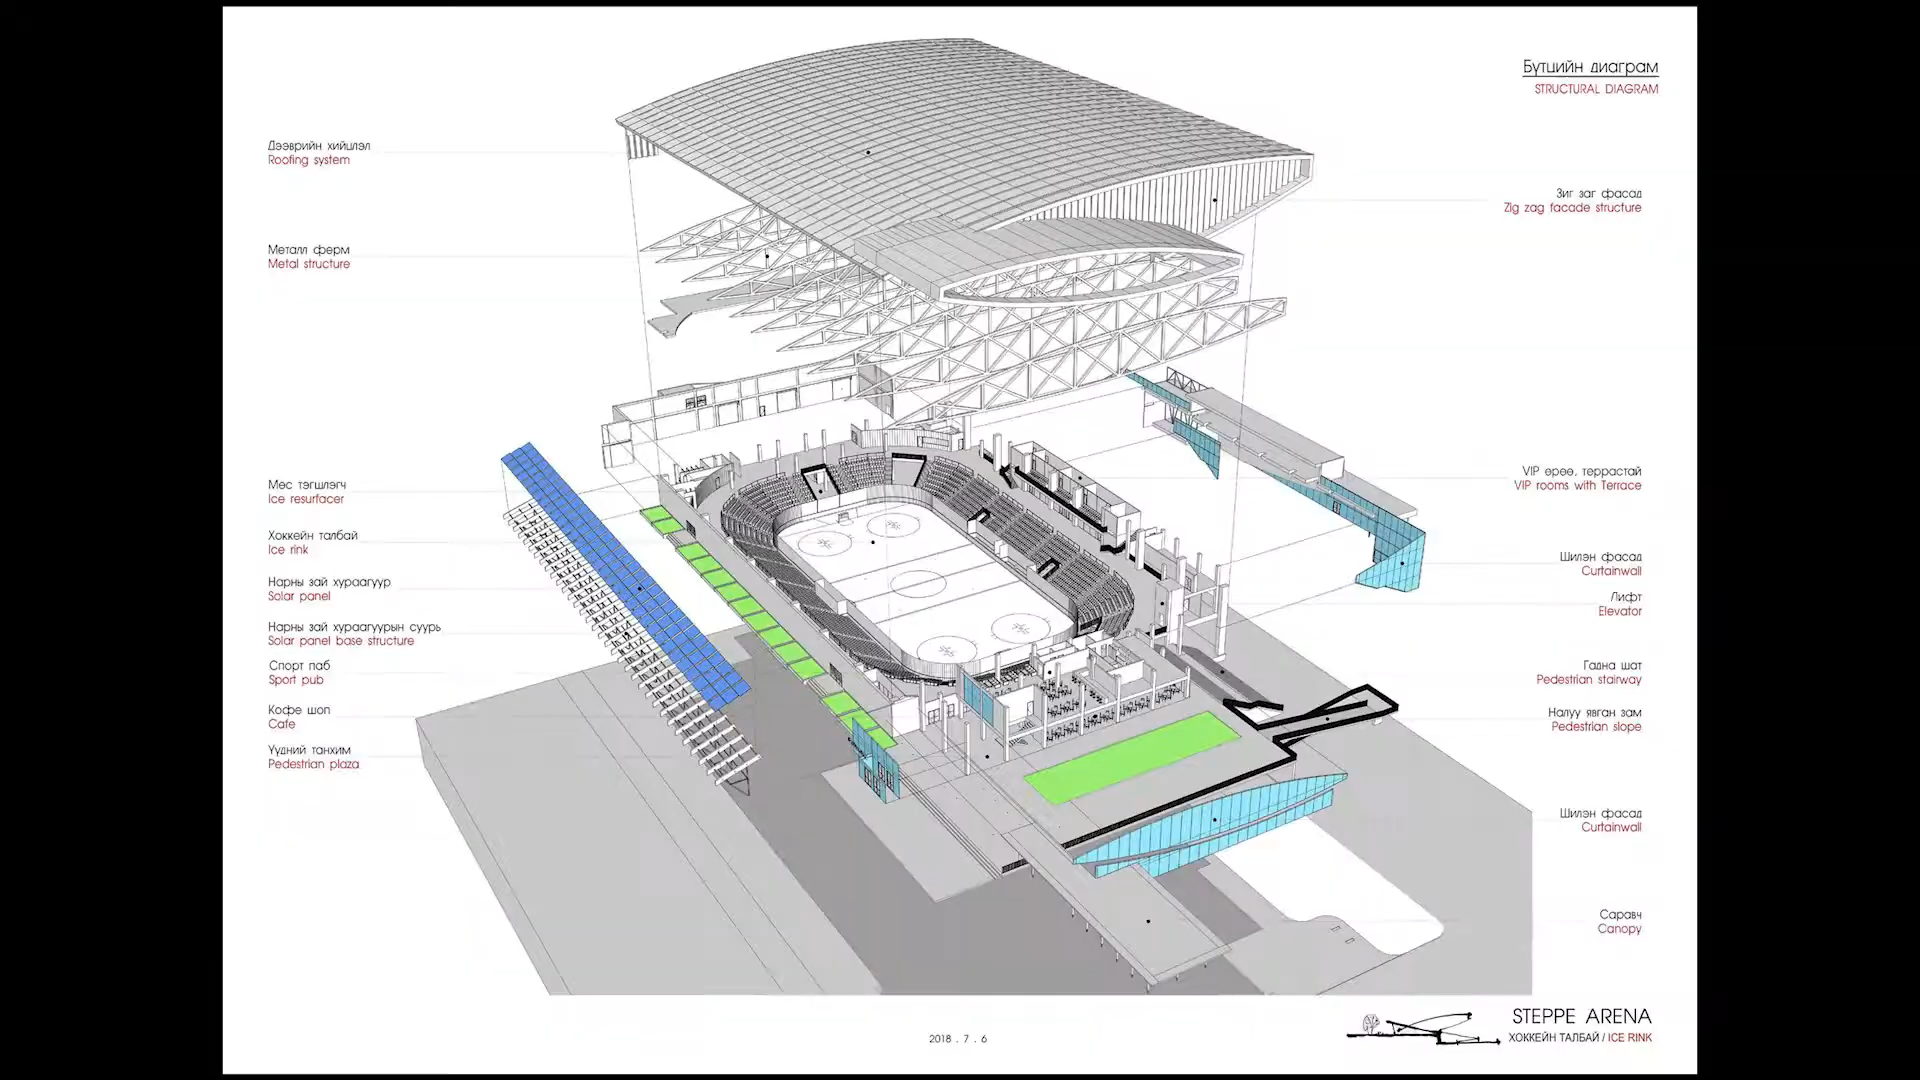 Бүтцийн диаграм
STRUCTURAL DIAGRAM
Дээврийн хийцлэл
Roofing system
Металл ферм
Metal structure
Мөс тэгшлэгч
Ice resurfacer
Хоккейн талбай
Ice rink
Нарны зай хураагуур
Solar panel
Нарны зай хураагуурын суурь
Solar panel base structure
Спорт паб
Sport pub
Кофе шоп
Cafe
Үүдний танхим
Pedestrian plaza
Зиг заг фасад
Zig zag facade structure
VIP өрөө, террастай
VIP rooms with Terrace
Шилэн фасад
Curtainwall
Лифт
Elevator
Гадна шат
Pedestrian stairway
Налуу явган зам
Pedestrian slope
Шилэн фасад
Curtainwall
Саравч
Canopy
2018 . 7 . 6
STEPPE ARENA
ХОККЕЙН ТАЛБАЙ / ICE RINK